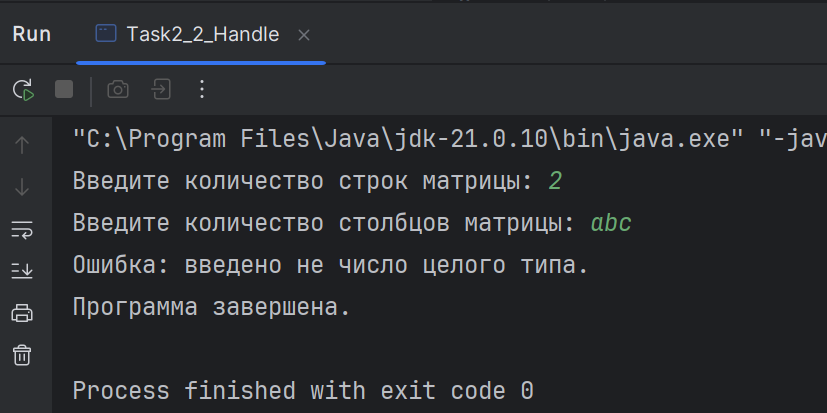 Run
Task2_2_Handle
"C:\Program Files\Java\jdk-21.0.10\bin\java.exe" "-jav
Введите количество строк матрицы: 2
Введите количество столбцов матрицы: abc
Ошибка: введено не число целого типа.
Программа завершена.
Process finished with exit code 0